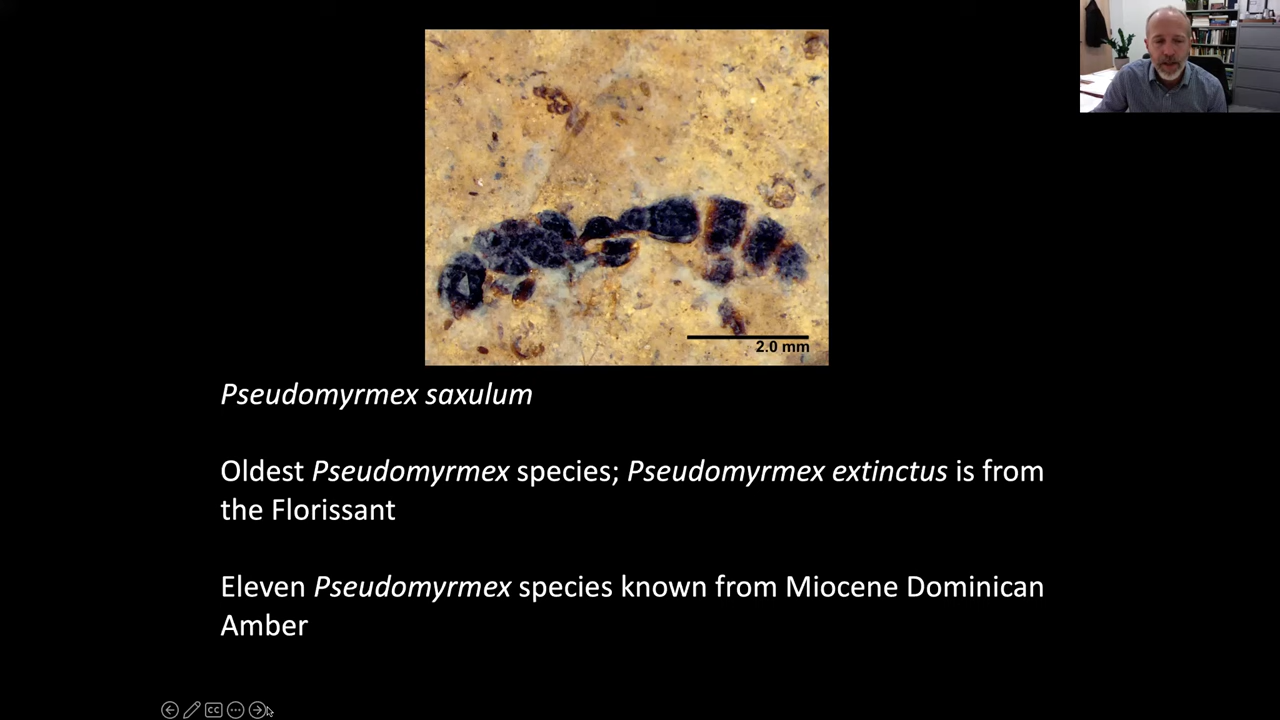 2.0 mm
Pseudomyrmex saxulum
Oldest Pseudomyrmex species; Pseudomyrmex extinctus is from
the Florissant
Eleven Pseudomyrmex species known from Miocene Dominican
Amber
CC